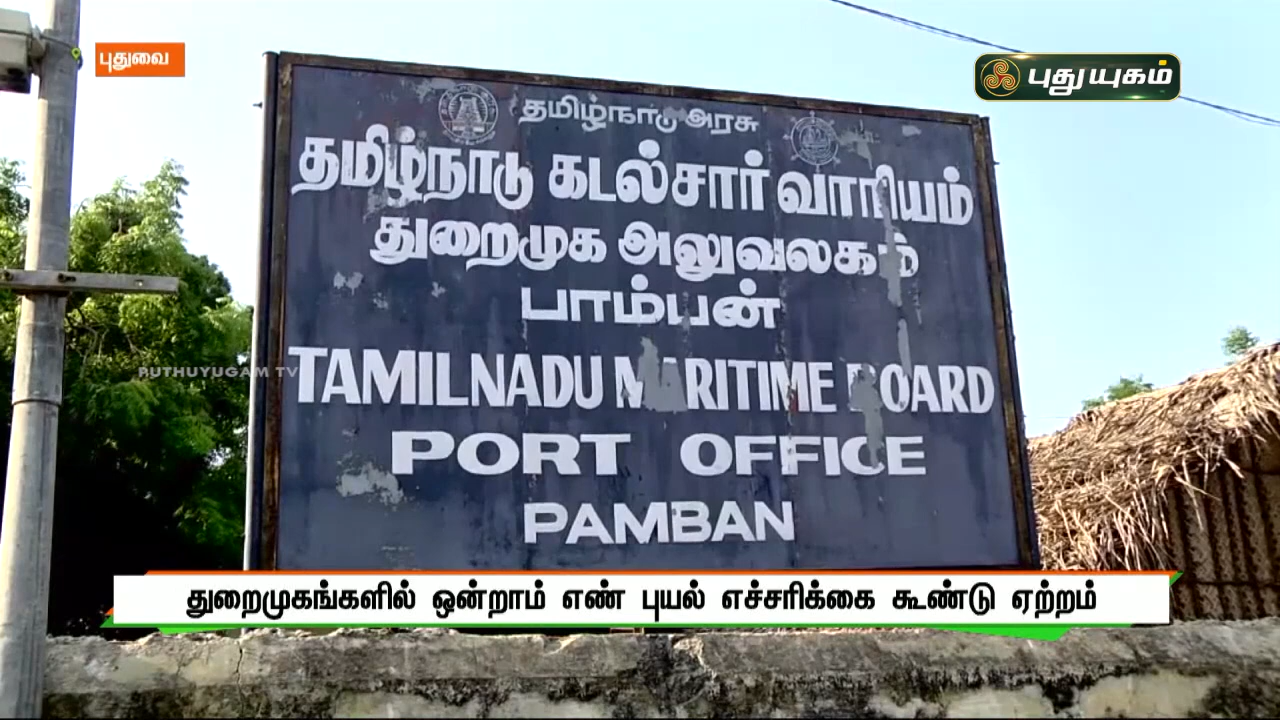 புதுவை
புதுயுகம்
தமிழ்நாடு அரசு
தமிழ்நாடு கடல்சார் வாரியம்
துறைமுக அலுவலகம்
பாம்பன்
PUTHUYUGAM TV
TAMILNADU MARITIME BOARD
PORT OFFICE
PAMBAN
துறைமுகங்களில் ஒன்றாம் எண் புயல் எச்சரிக்கை கூண்டு ஏற்றம்